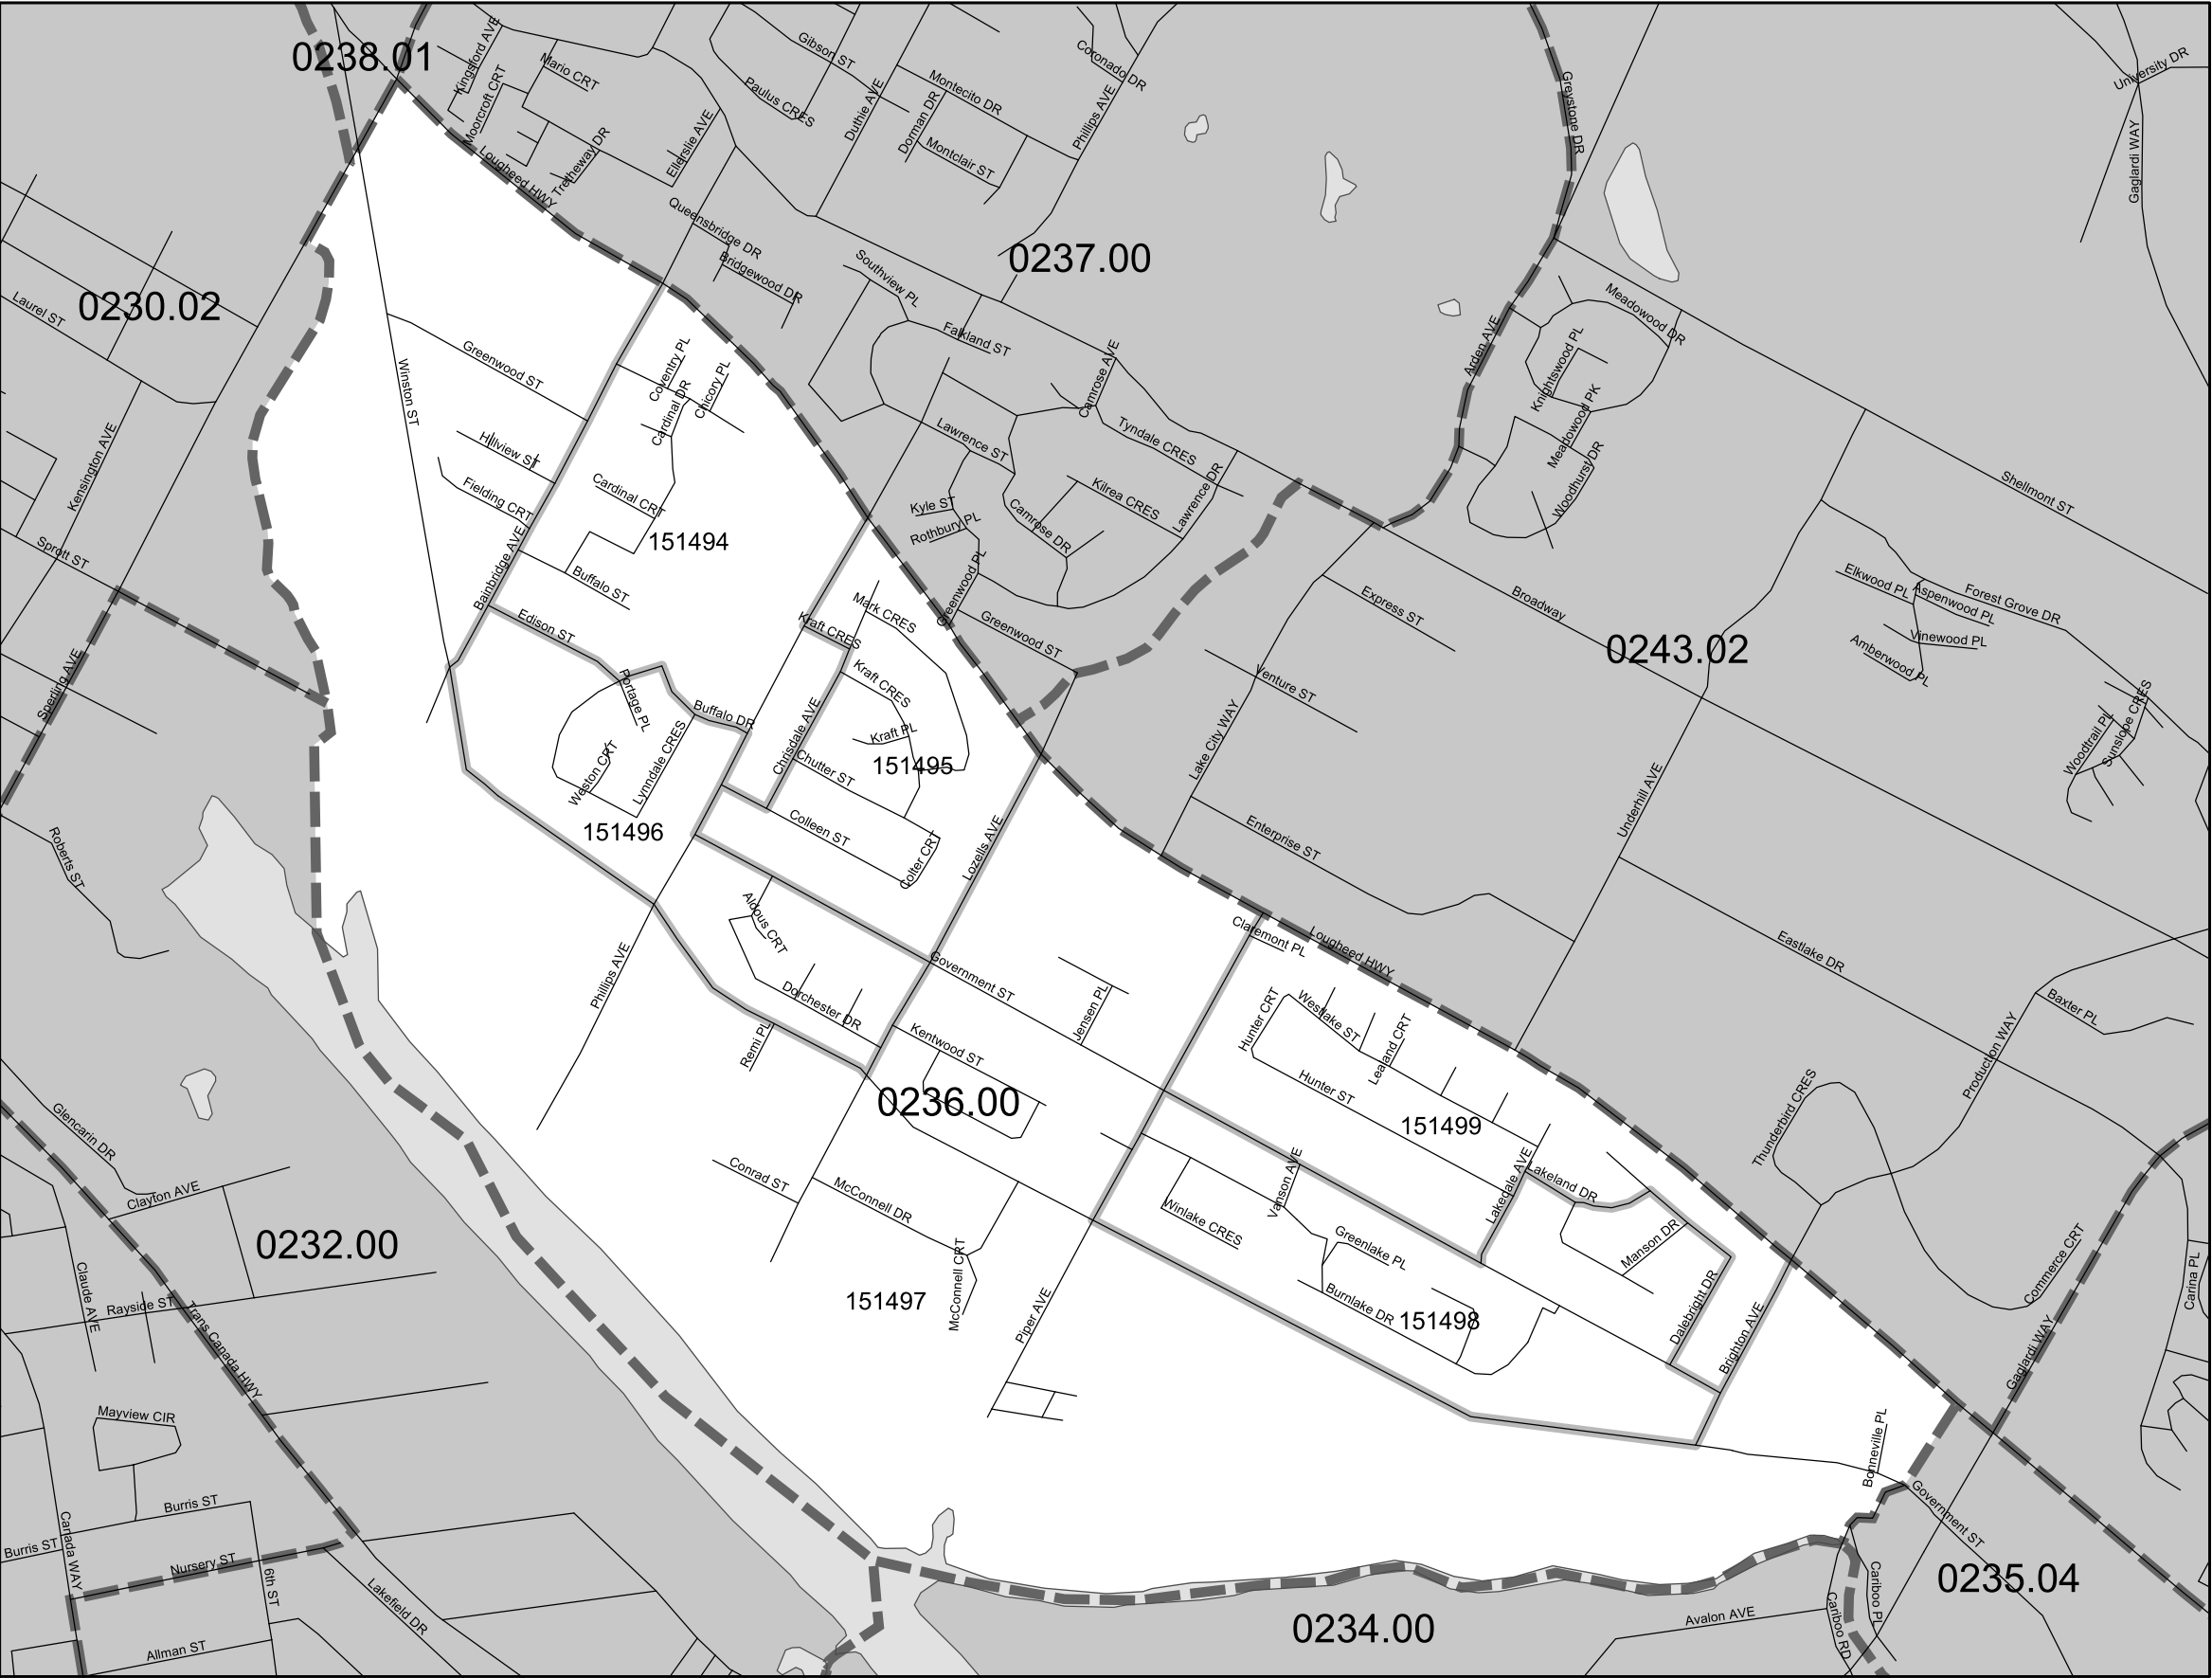 0238.01
Kingsford AVE
Moorcroft CRT
Mario CRT
Gibson ST
Paulus CRES
Duthie AVE
Montecito DR
Dorman DR
Montclair ST
Coronado DR
Phillips AVE
Greystone DR
University DR
Gaglardi WAY
Lougheed HWY
Tretheway DR
Ellerslie AVE
Queensbridge DR
Bridgewood DR
0237.00
Southview PL
Falkland ST
Camrose AVE
Arden AVE
Meadowood DR
Knightswood PL
Meadowood PK
Woodhurst DR
Shellmont ST
0230.02
Laurel ST
Kensington AVE
Sprott ST
Sperling AVE
Winston ST
Greenwood ST
Hillview ST
Fielding CRT
Bainbridge AVE
Coventry PL
Chicory PL
Cardinal DR
Cardinal CRT
151494
Buffalo ST
Edison ST
Portage PL
Buffalo DR
Weston CRT
Lynndale CRES
151496
Lawrence ST
Tyndale CRES
Kilrea CRES
Lawrence DR
Kyle ST
Rothbury PL
Camrose DR
Greenwood PL
Greenwood ST
Mark CRES
Kraft CRES
Kraft CRES
Kraft PL
Chrisdale AVE
151495
Chutter ST
Colleen ST
Colter CRT
Lozells AVE
Express ST
Broadway
Venture ST
Lake City WAY
Enterprise ST
Underhill AVE
0243.02
Elkwood PL
Aspenwood PL
Forest Grove DR
Vinewood PL
Amberwood PL
Woodtrail PL
Sunslope CRES
Eastlake DR
Baxter PL
Production WAY
Thunderbird CRES
Commerce CRT
Carina PL
Gaglardi WAY
Roberts ST
Aldous CRT
Phillips AVE
Dorchester DR
Remi PL
Government ST
Kentwood ST
Jensen PL
0236.00
Claremont PL
Lougheed HWY
Hunter CRT
Westlake ST
Lealand CRT
Hunter ST
151499
Lakedale AVE
Lakeland DR
Manson DR
Dalebright DR
Brighton AVE
Conrad ST
McConnell DR
McConnell CRT
151497
Piper AVE
Winlake CRES
Vanson AVE
Greenlake PL
Burnlake DR
151498
Bonneville PL
Government ST
0235.04
Cariboo PL
Cariboo RD
Avalon AVE
0234.00
Glencarin DR
Clayton AVE
0232.00
Claude AVE
Rayside ST
Trans Canada HWY
Mayview CIR
Burris ST
Burris ST
Canada WAY
Nursery ST
6th ST
Lakefield DR
Allman ST